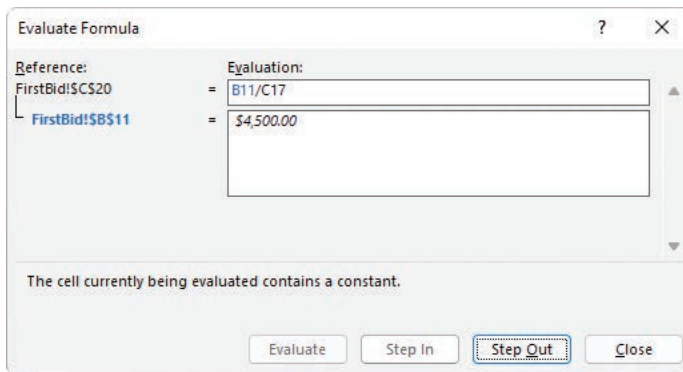 Evaluate Formula ? ×
Reference: Evaluation:
FirstBid!$C$20 = B11/C17
FirstBid!$B$11 = $4,500.00
The cell currently being evaluated contains a constant.
Evaluate Step In Step Out Close